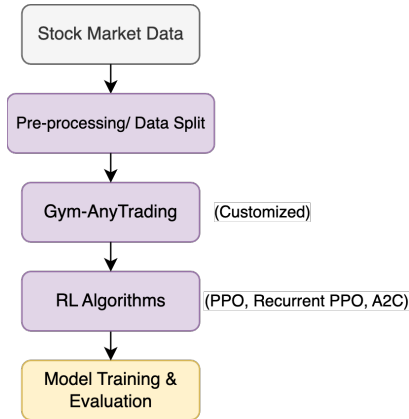 Stock Market Data
Pre-processing/ Data Split
Gym-AnyTrading
(Customized)
RL Algorithms
(PPO, Recurrent PPO, A2C)
Model Training &
Evaluation